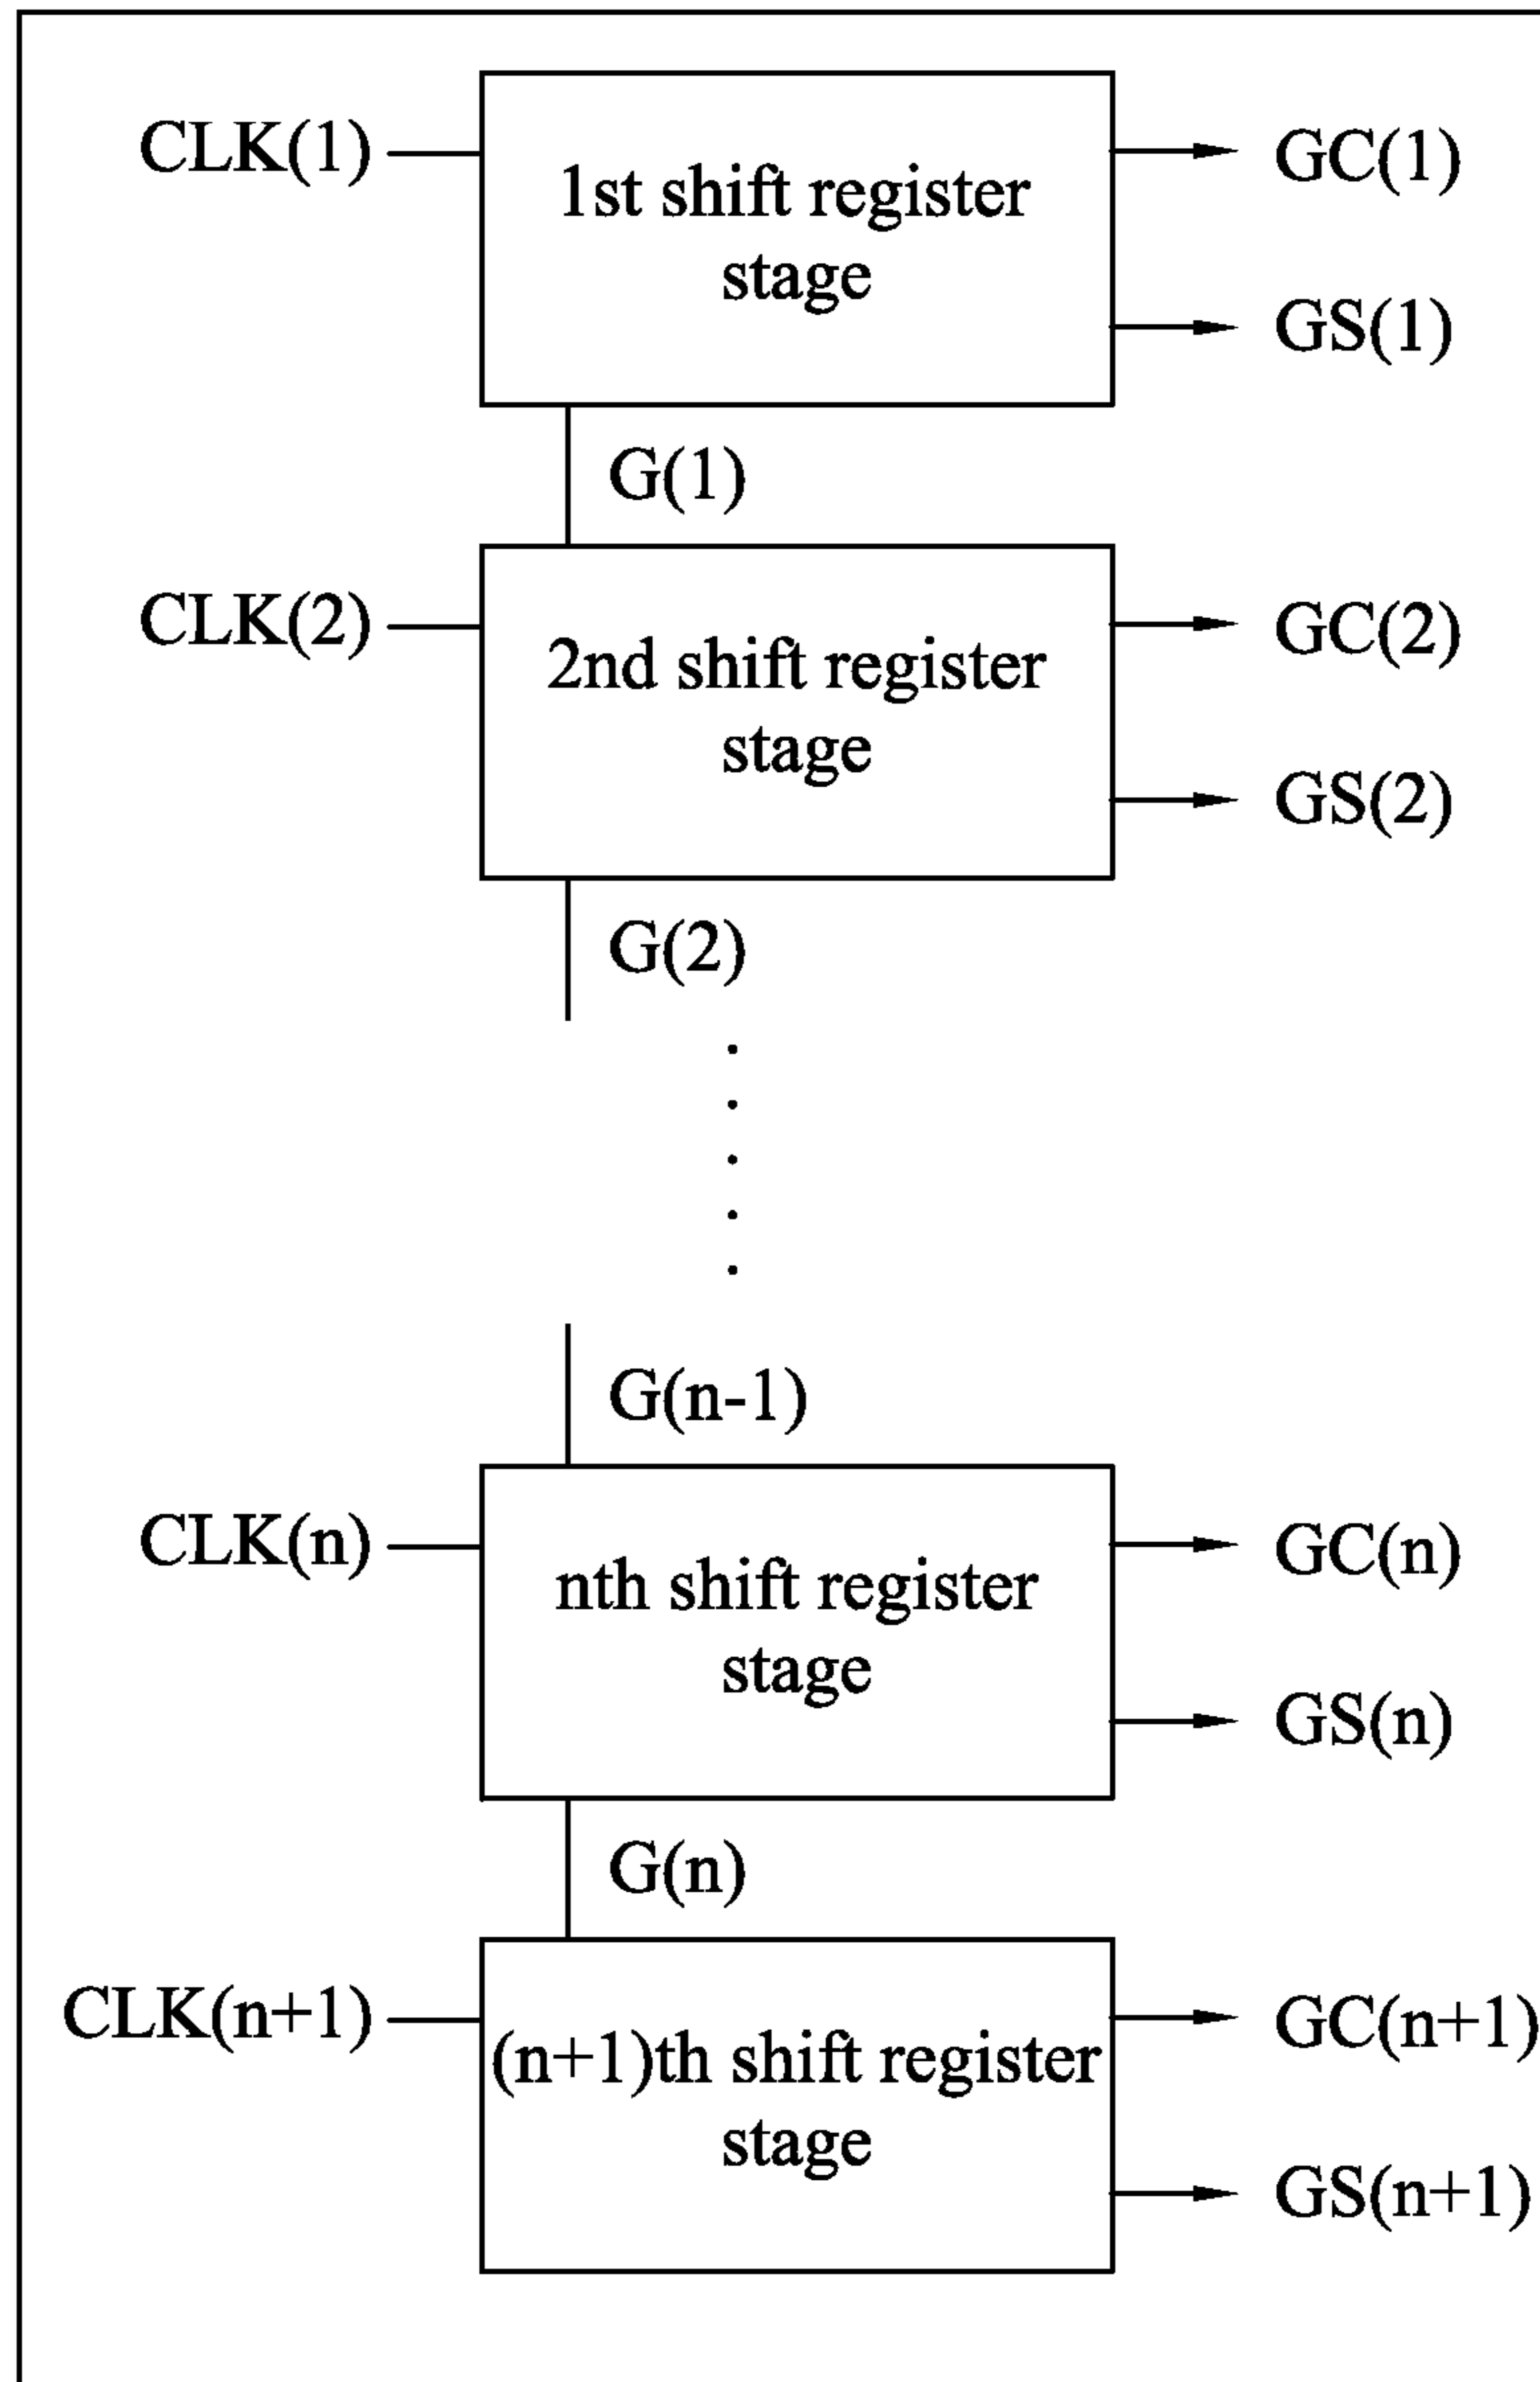 CLK(1)
1st shift register
stage
GC(1)
GS(1)
G(1)
CLK(2)
2nd shift register
stage
GC(2)
GS(2)
G(2)
G(n-1)
CLK(n)
nth shift register
stage
GC(n)
GS(n)
G(n)
CLK(n+1)
(n+1)th shift register
stage
GC(n+1)
GS(n+1)